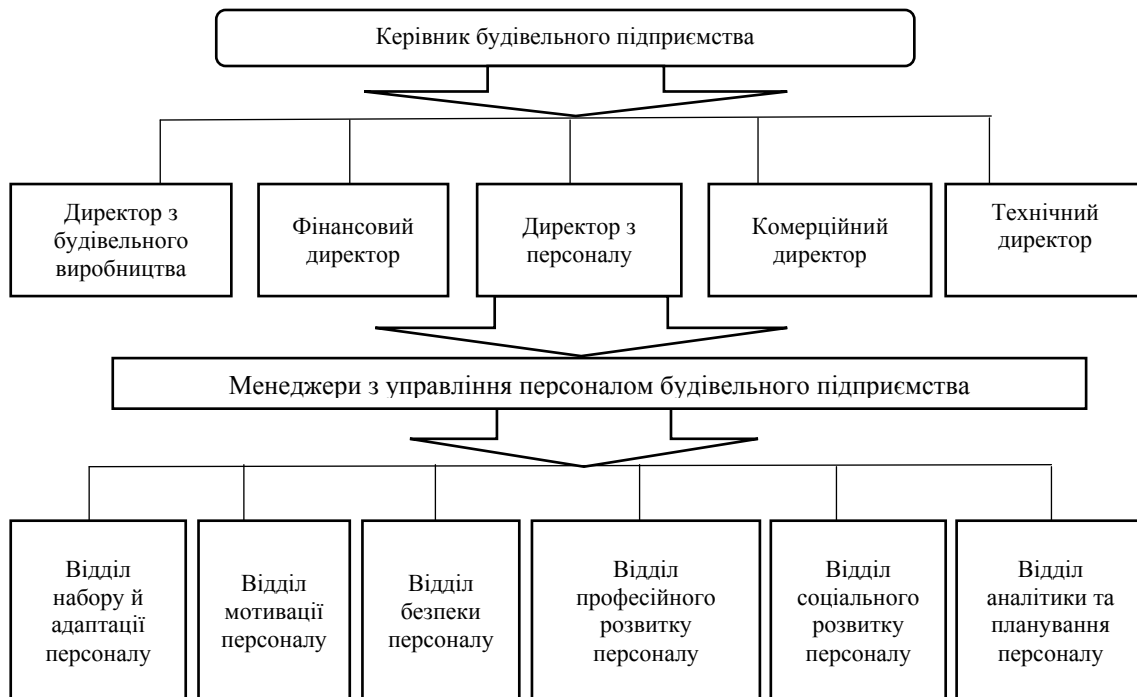 Керівник будівельного підприємства
Директор з
будівельного
виробництва
Фінансовий
директор
Директор з
персоналу
Комерційний
директор
Технічний
директор
Менеджери з управління персоналом будівельного підприємства
Відділ
набору й
адаптації
персоналу
Відділ
мотивації
персоналу
Відділ
безпеки
персоналу
Відділ
професійного
розвитку
персоналу
Відділ
соціального
розвитку
персоналу
Відділ
аналітики та
планування
персоналу